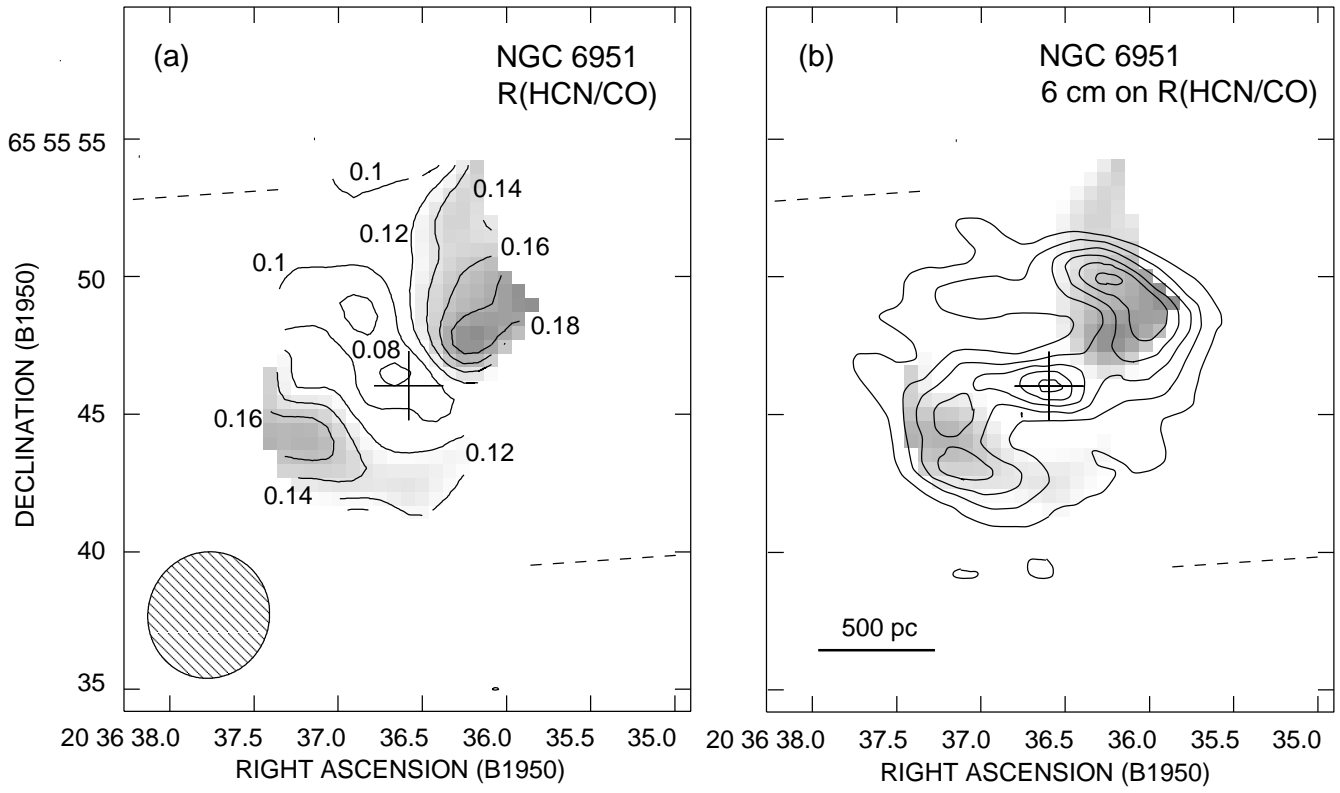 (a)
NGC 6951
R(HCN/CO)
65 55 55
50
45
40
35
DECLINATION (B1950)
0.1
0.14
0.12
0.16
0.1
0.18
0.08
0.16
0.12
0.14
20 36 38.0
37.5
37.0
36.5
36.0
35.5
35.0
RIGHT ASCENSION (B1950)
(b)
NGC 6951
6 cm on R(HCN/CO)
500 pc
20 36 38.0
37.5
37.0
36.5
36.0
35.5
35.0
RIGHT ASCENSION (B1950)